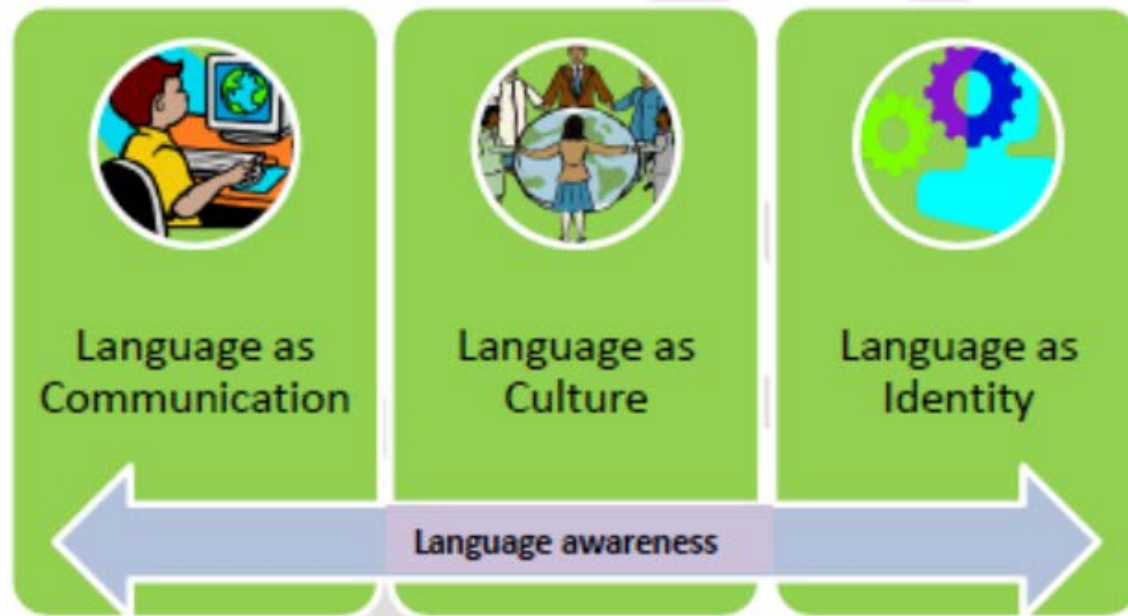 Language as
Communication
Language as
Culture
Language as
Identity
Language awareness